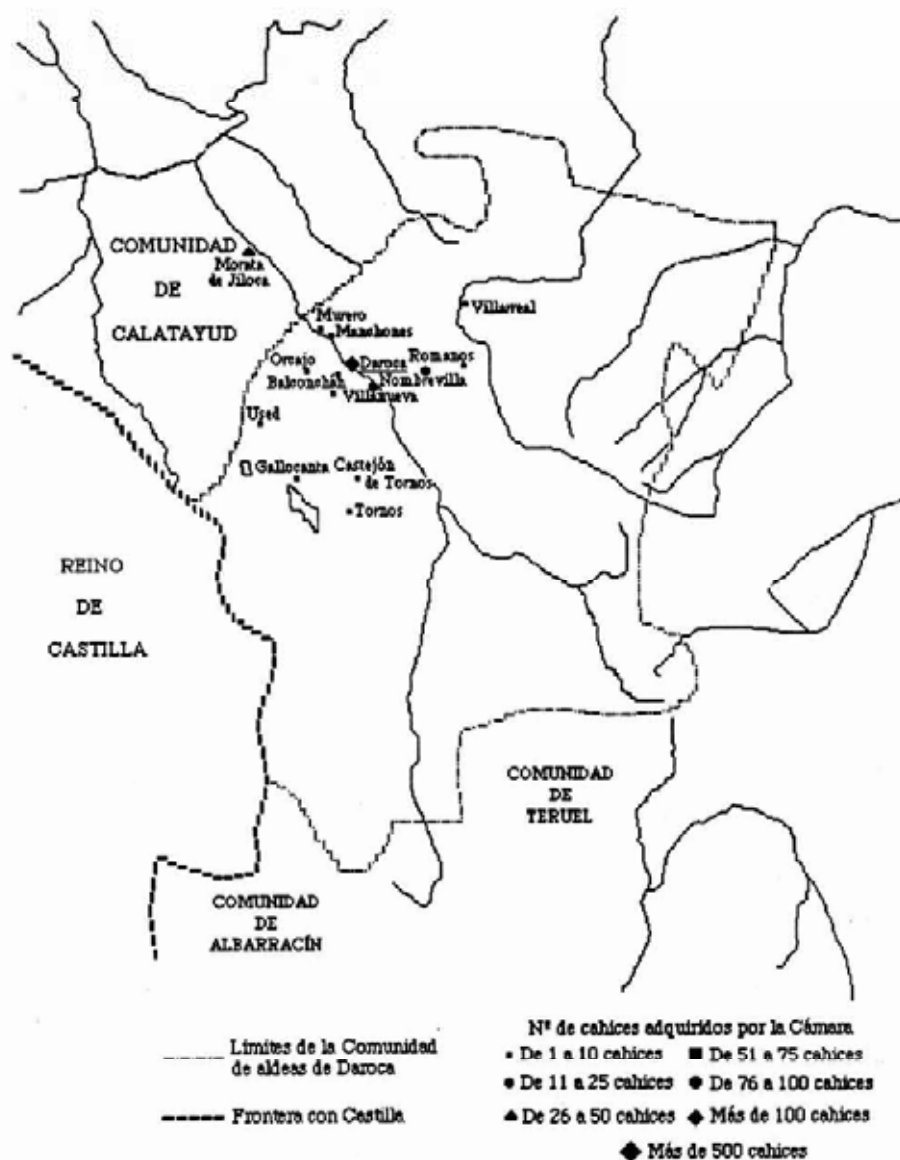 COMUNIDAD
DE
CALATAYUD
Morata
de Jiloca
Murero
Manchones
Villarreal
Orcajo
Daroca
Romanos
Balconchán
Nombrevilla
Villanueva
Used
Gallocanta
Castejón
de Tornos
Tornos
REINO
DE
CASTILLA
COMUNIDAD
DE
TERUEL
COMUNIDAD
DE
ALBARRACÍN
Límites de la Comunidad
de aldeas de Daroca
Frontera con Castilla
Nº de cahices adquiridos por la Cámara
De 1 a 10 cahices
De 51 a 75 cahices
De 11 a 25 cahices
De 76 a 100 cahices
De 26 a 50 cahices
Más de 100 cahices
Más de 500 cahices